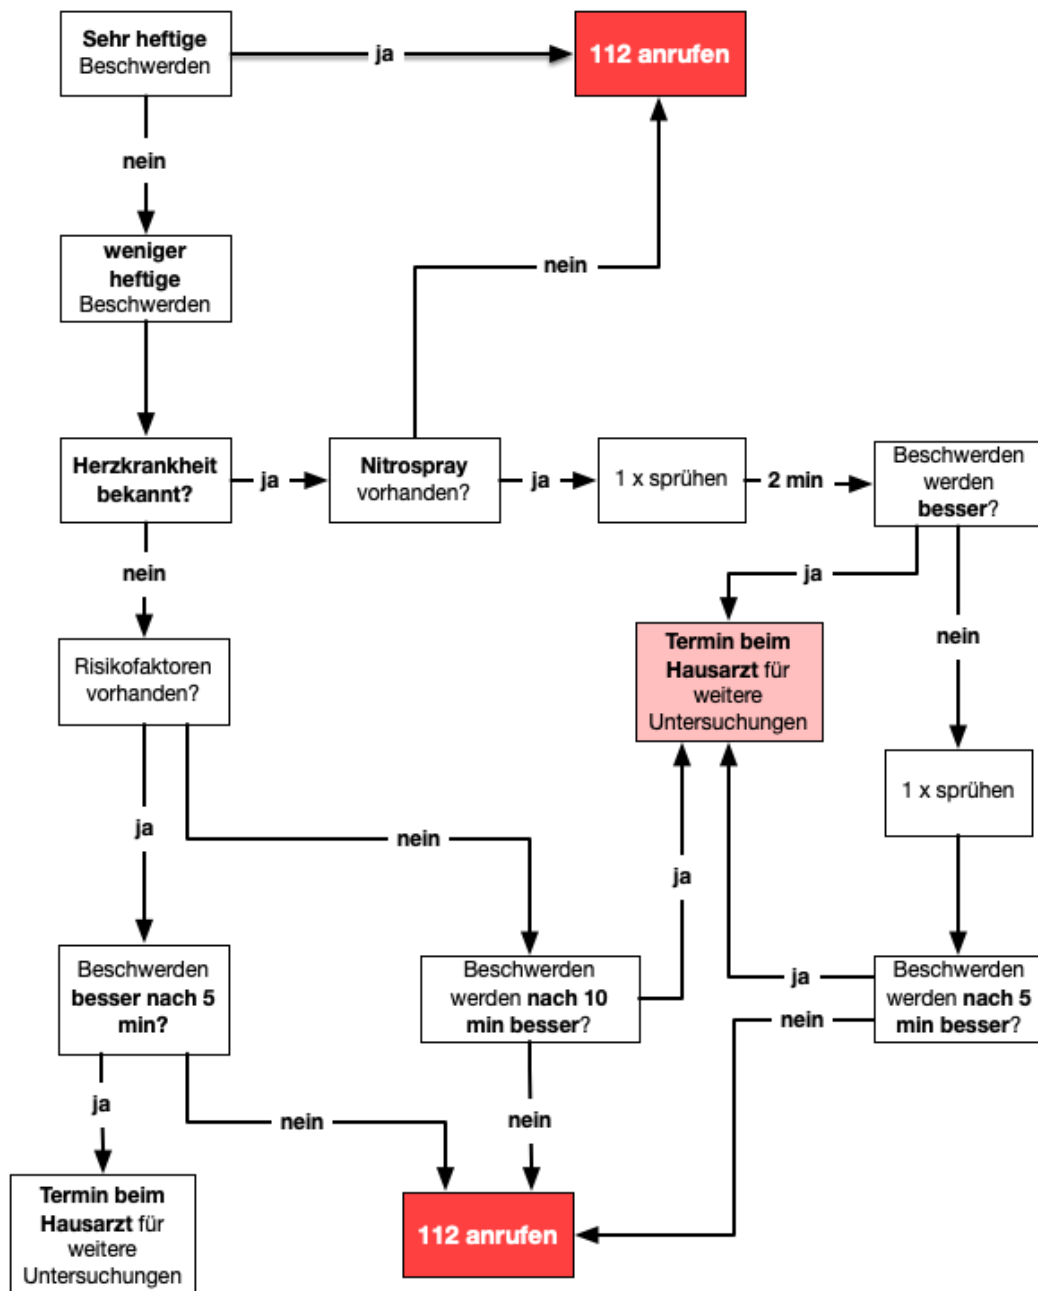 Sehr heftige
Beschwerden
ja
112 anrufen
nein
weniger
heftige
Beschwerden
nein
Herzkrankheit
bekannt?
ja
Nitrospray
vorhanden?
ja
1 x sprühen
2 min
Beschwerden
werden
besser?
nein
ja
Termin beim
Hausarzt für
weitere
Untersuchungen
nein
Risikofaktoren
vorhanden?
1 x sprühen
ja
nein
ja
Beschwerden
besser nach 5
min?
Beschwerden
werden nach 10
min besser?
ja
nein
Beschwerden
werden nach 5
min besser?
ja
nein
nein
Termin beim
Hausarzt für
weitere
Untersuchungen
112 anrufen